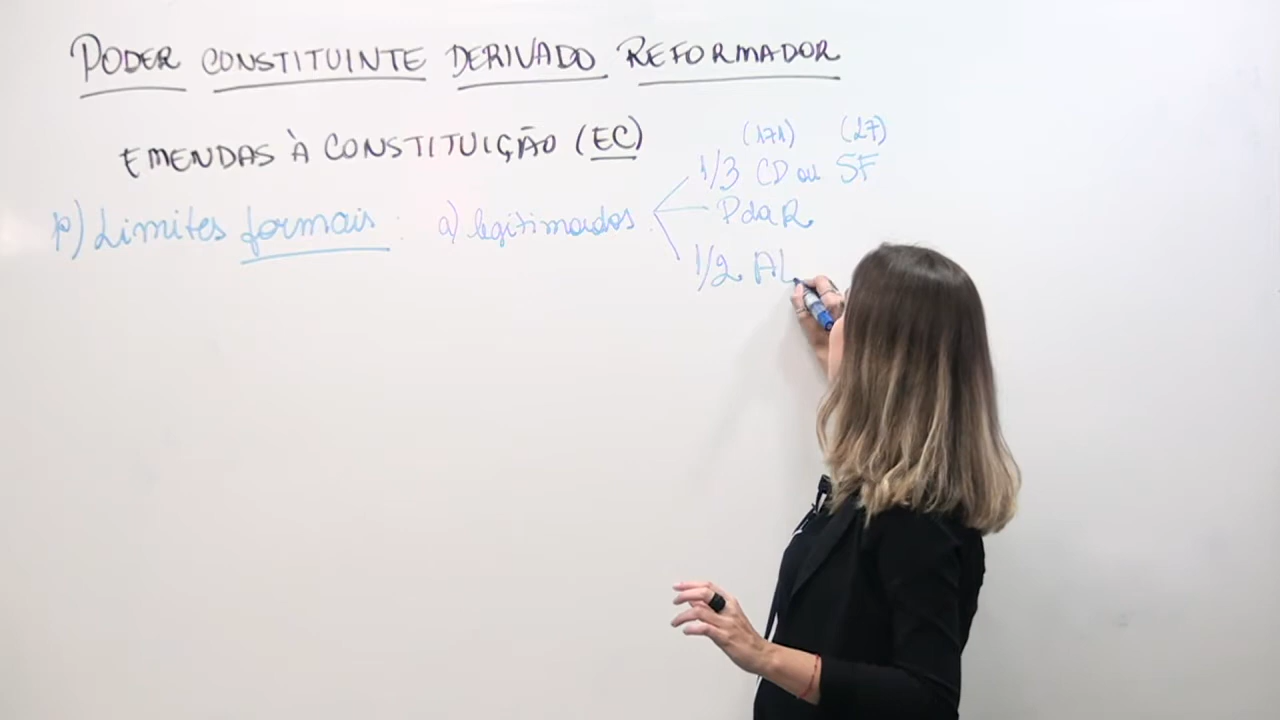 PODER CONSTITUINTE DERIVADO REFORMADOR
EMENDAS À CONSTITUIÇÃO (EC)
(171) (27)
1/3 CD ou SF
p) Limites formais: a) legitimados:
PdaR
1/2 AL